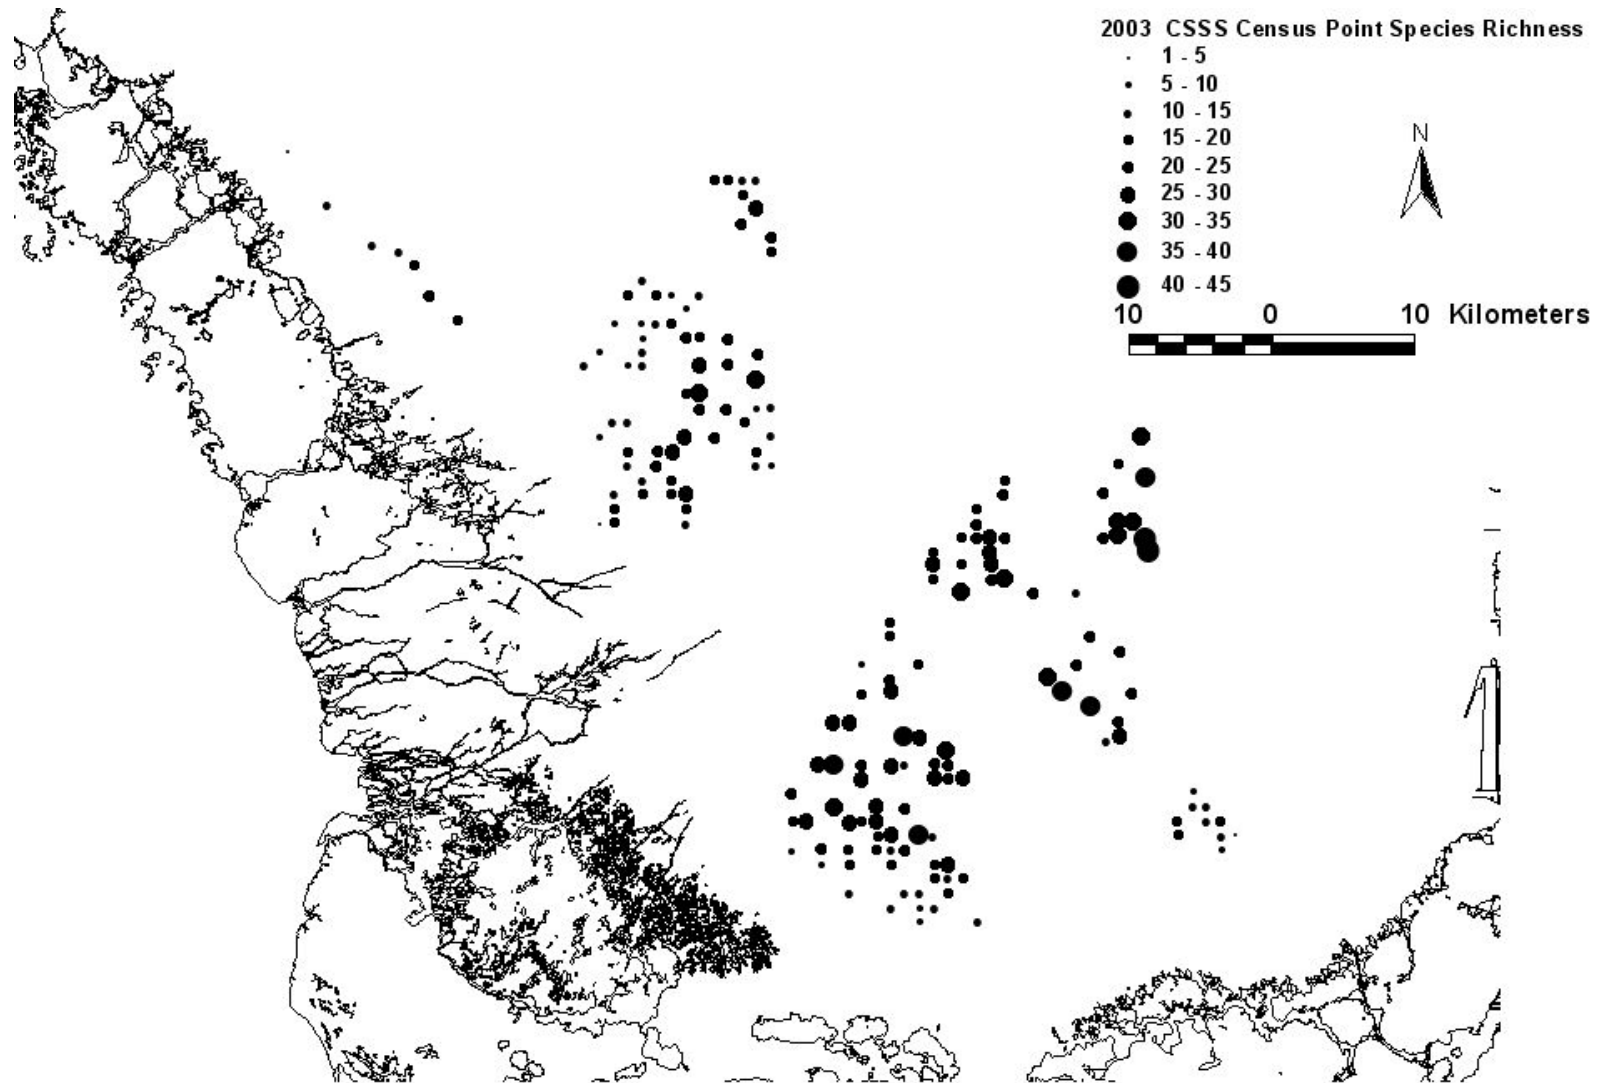 2003 CSSS Census Point Species Richness
1 - 5
5 - 10
10 - 15
15 - 20
20 - 25
25 - 30
30 - 35
35 - 40
40 - 45
N
10 0 10 Kilometers